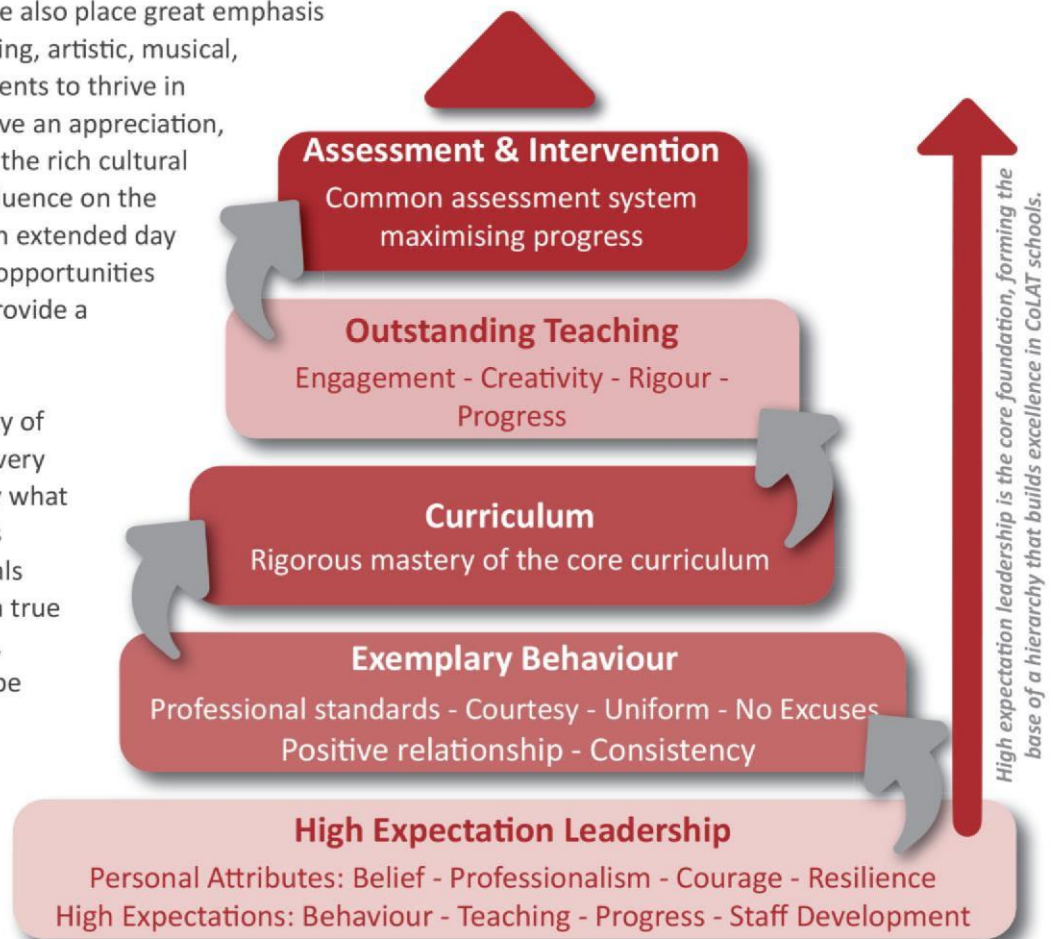 e also place great emphasis
ing, artistic, musical,
ents to thrive in
ve an appreciation,
the rich cultural
luence on the
n extended day
opportunities
rovide a
y of
very
what
als
true
be
Assessment & Intervention
Common assessment system
maximising progress
Outstanding Teaching
Engagement - Creativity - Rigour -
Progress
Curriculum
Rigorous mastery of the core curriculum
Exemplary Behaviour
Professional standards - Courtesy - Uniform - No Excuses
Positive relationship - Consistency
High Expectation Leadership
Personal Attributes: Belief - Professionalism - Courage - Resilience
High Expectations: Behaviour - Teaching - Progress - Staff Development
High expectation leadership is the core foundation, forming the
base of a hierarchy that builds excellence in CoLAT schools.